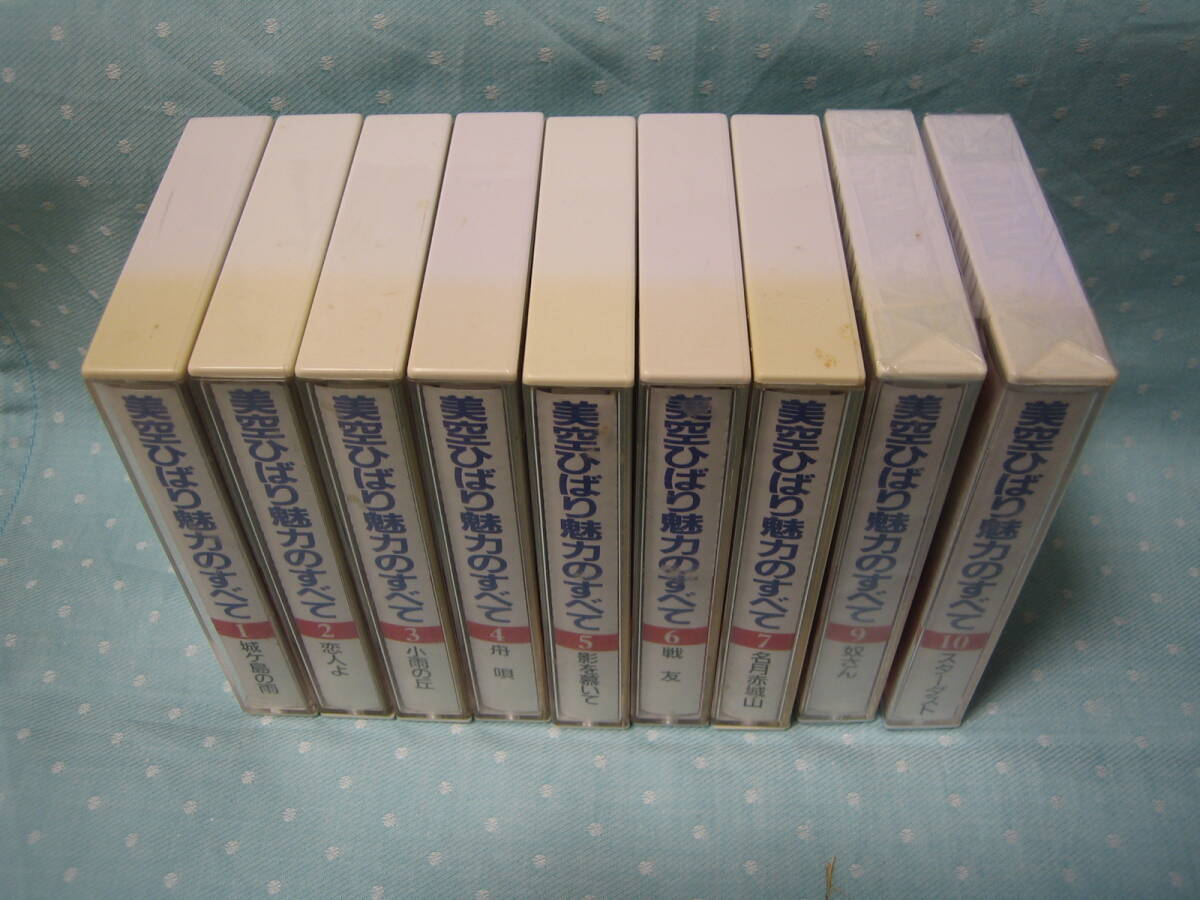 美空ひばり魅力のすべて
1
城ケ島の雨
美空ひばり魅力のすべて
2
恋人よ
美空ひばり魅力のすべて
3
小雨の丘
美空ひばり魅力のすべて
4
舟唄
美空ひばり魅力のすべて
5
影を慕いて
美空ひばり魅力のすべて
6
戦友
美空ひばり魅力のすべて
7
名月赤城山
美空ひばり魅力のすべて
9
奴さん
美空ひばり魅力のすべて
10
スターダスト